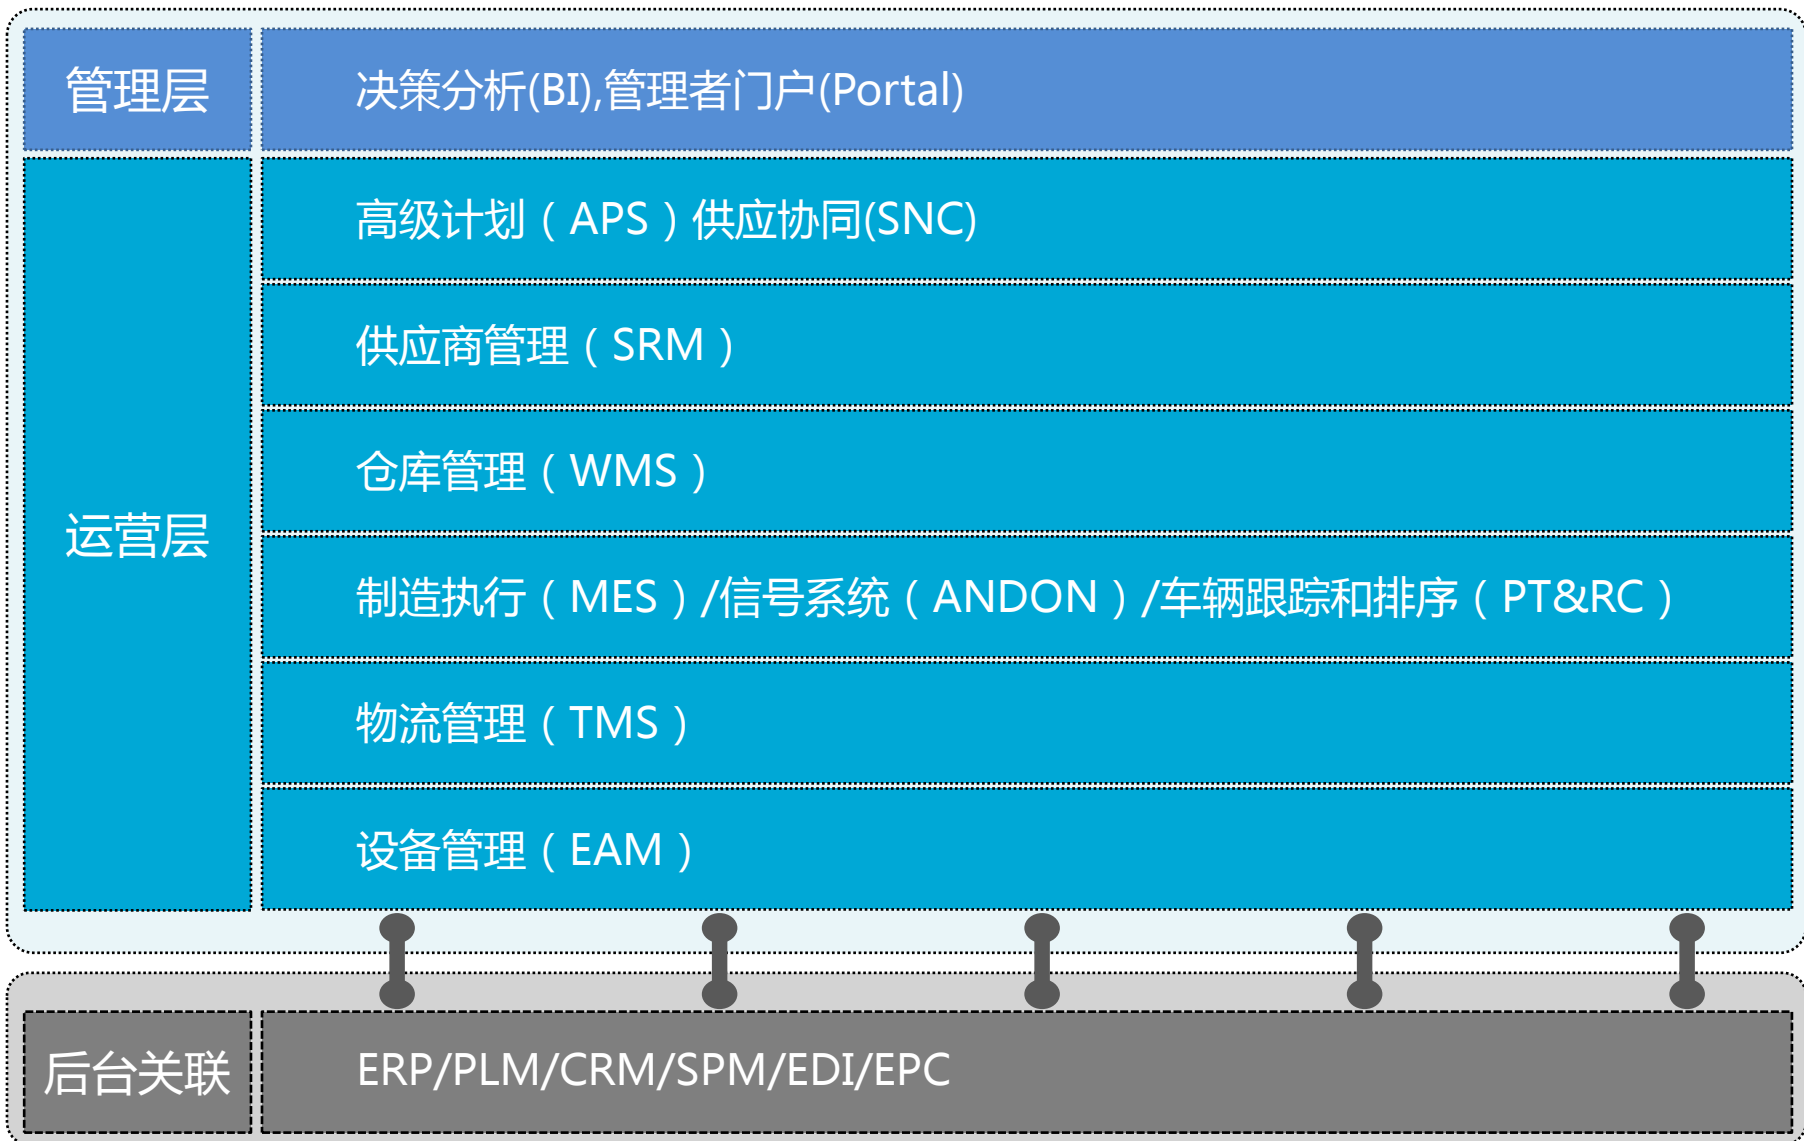 管理层
决策分析(BI),管理者门户(Portal)
运营层
高级计划（APS）供应协同(SNC)
供应商管理（SRM）
仓库管理（WMS）
制造执行（MES）/信号系统（ANDON）/车辆跟踪和排序（PT&RC）
物流管理（TMS）
设备管理（EAM）
后台关联
ERP/PLM/CRM/SPM/EDI/EPC